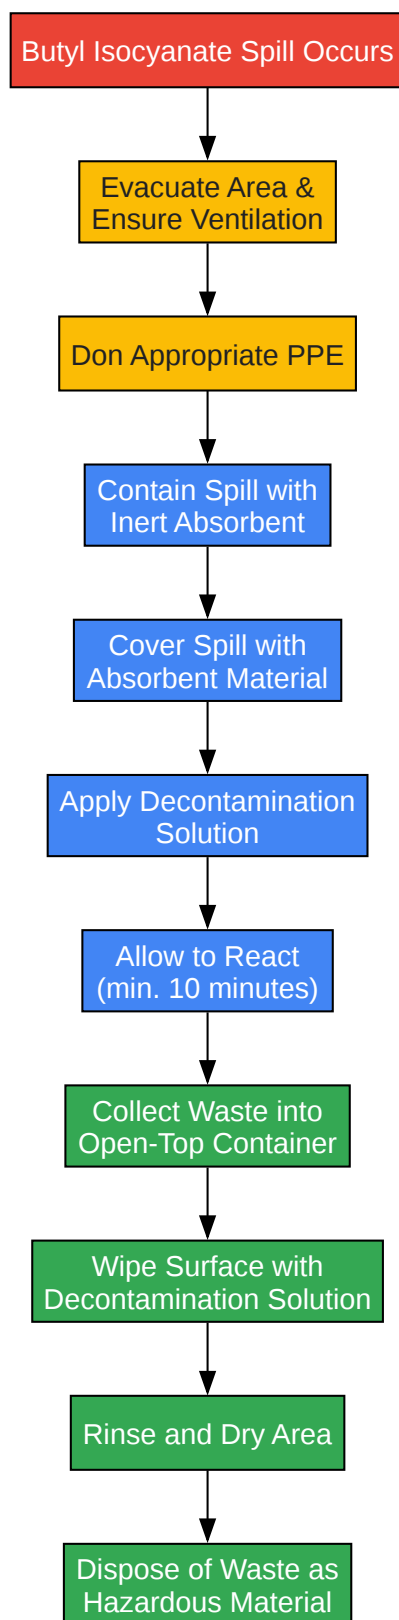 Butyl Isocyanate Spill Occurs
Evacuate Area &
Ensure Ventilation
Don Appropriate PPE
Contain Spill with
Inert Absorbent
Cover Spill with
Absorbent Material
Apply Decontamination
Solution
Allow to React
(min. 10 minutes)
Collect Waste into
Open-Top Container
Wipe Surface with
Decontamination Solution
Rinse and Dry Area
Dispose of Waste as
Hazardous Material